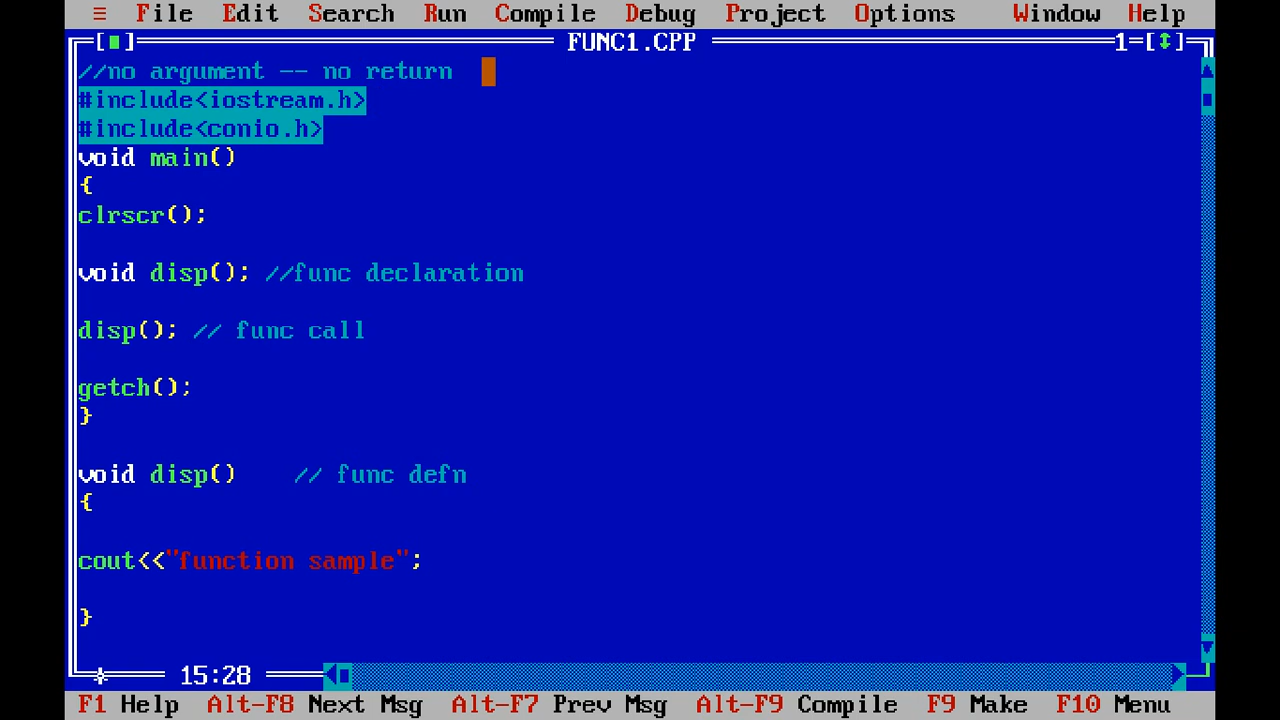 ≡ File Edit Search Run Compile Debug Project Options Window Help
[■] FUNC1.CPP 1=[↕]
//no argument -- no return
#include<iostream.h>
#include<conio.h>
void main()
{
clrscr();
void disp(); //func declaration
disp(); // func call
getch();
}
void disp() // func defn
{
cout<<"function sample";
}
15:28
F1 Help Alt-F8 Next Msg Alt-F7 Prev Msg Alt-F9 Compile F9 Make F10 Menu